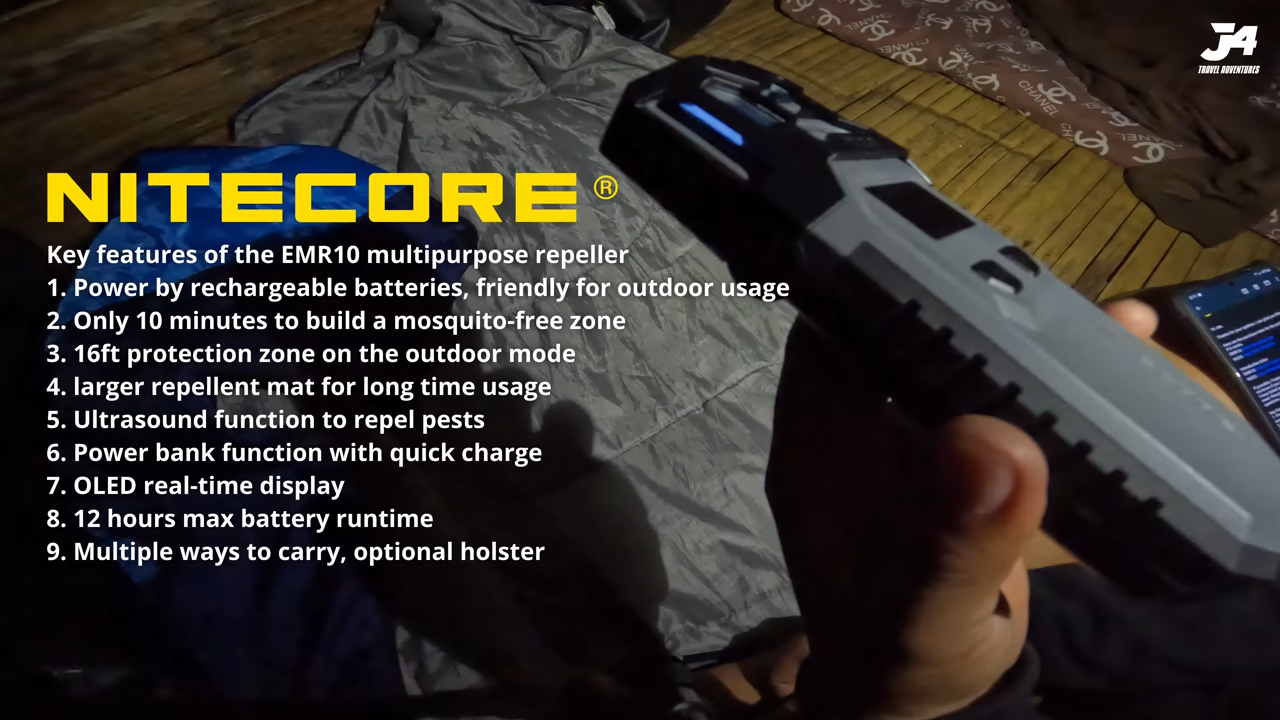 J4
TRAVEL ADVENTURES
CHANEL
CHANEL
NITECORE®
Key features of the EMR10 multipurpose repeller
1. Power by rechargeable batteries, friendly for outdoor usage
2. Only 10 minutes to build a mosquito-free zone
3. 16ft protection zone on the outdoor mode
4. larger repellent mat for long time usage
5. Ultrasound function to repel pests
6. Power bank function with quick charge
7. OLED real-time display
8. 12 hours max battery runtime
9. Multiple ways to carry, optional holster